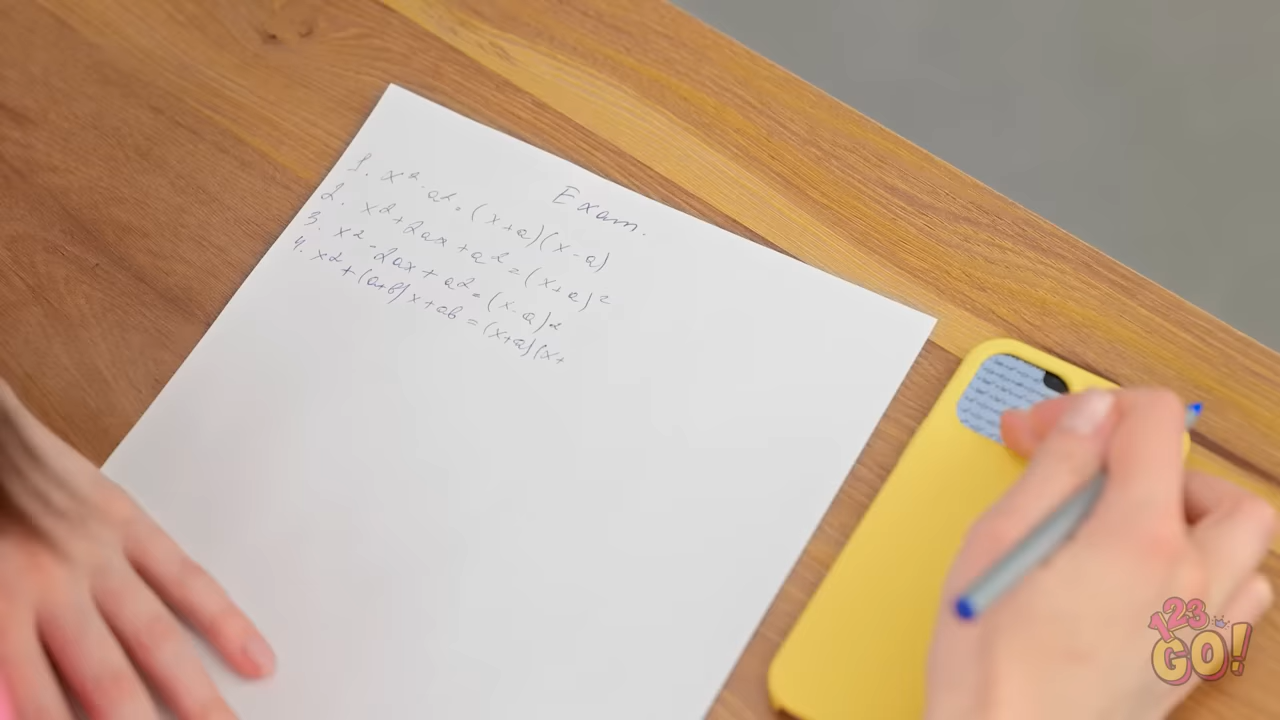 Exam.
1. x²-a²=(x+a)(x-a)
2. x²+2ax+a²=(x+a)²
3. x²-2ax+a²=(x-a)²
4. x²
+(a+b)x+ab=(x+a)(x+
123
GO!